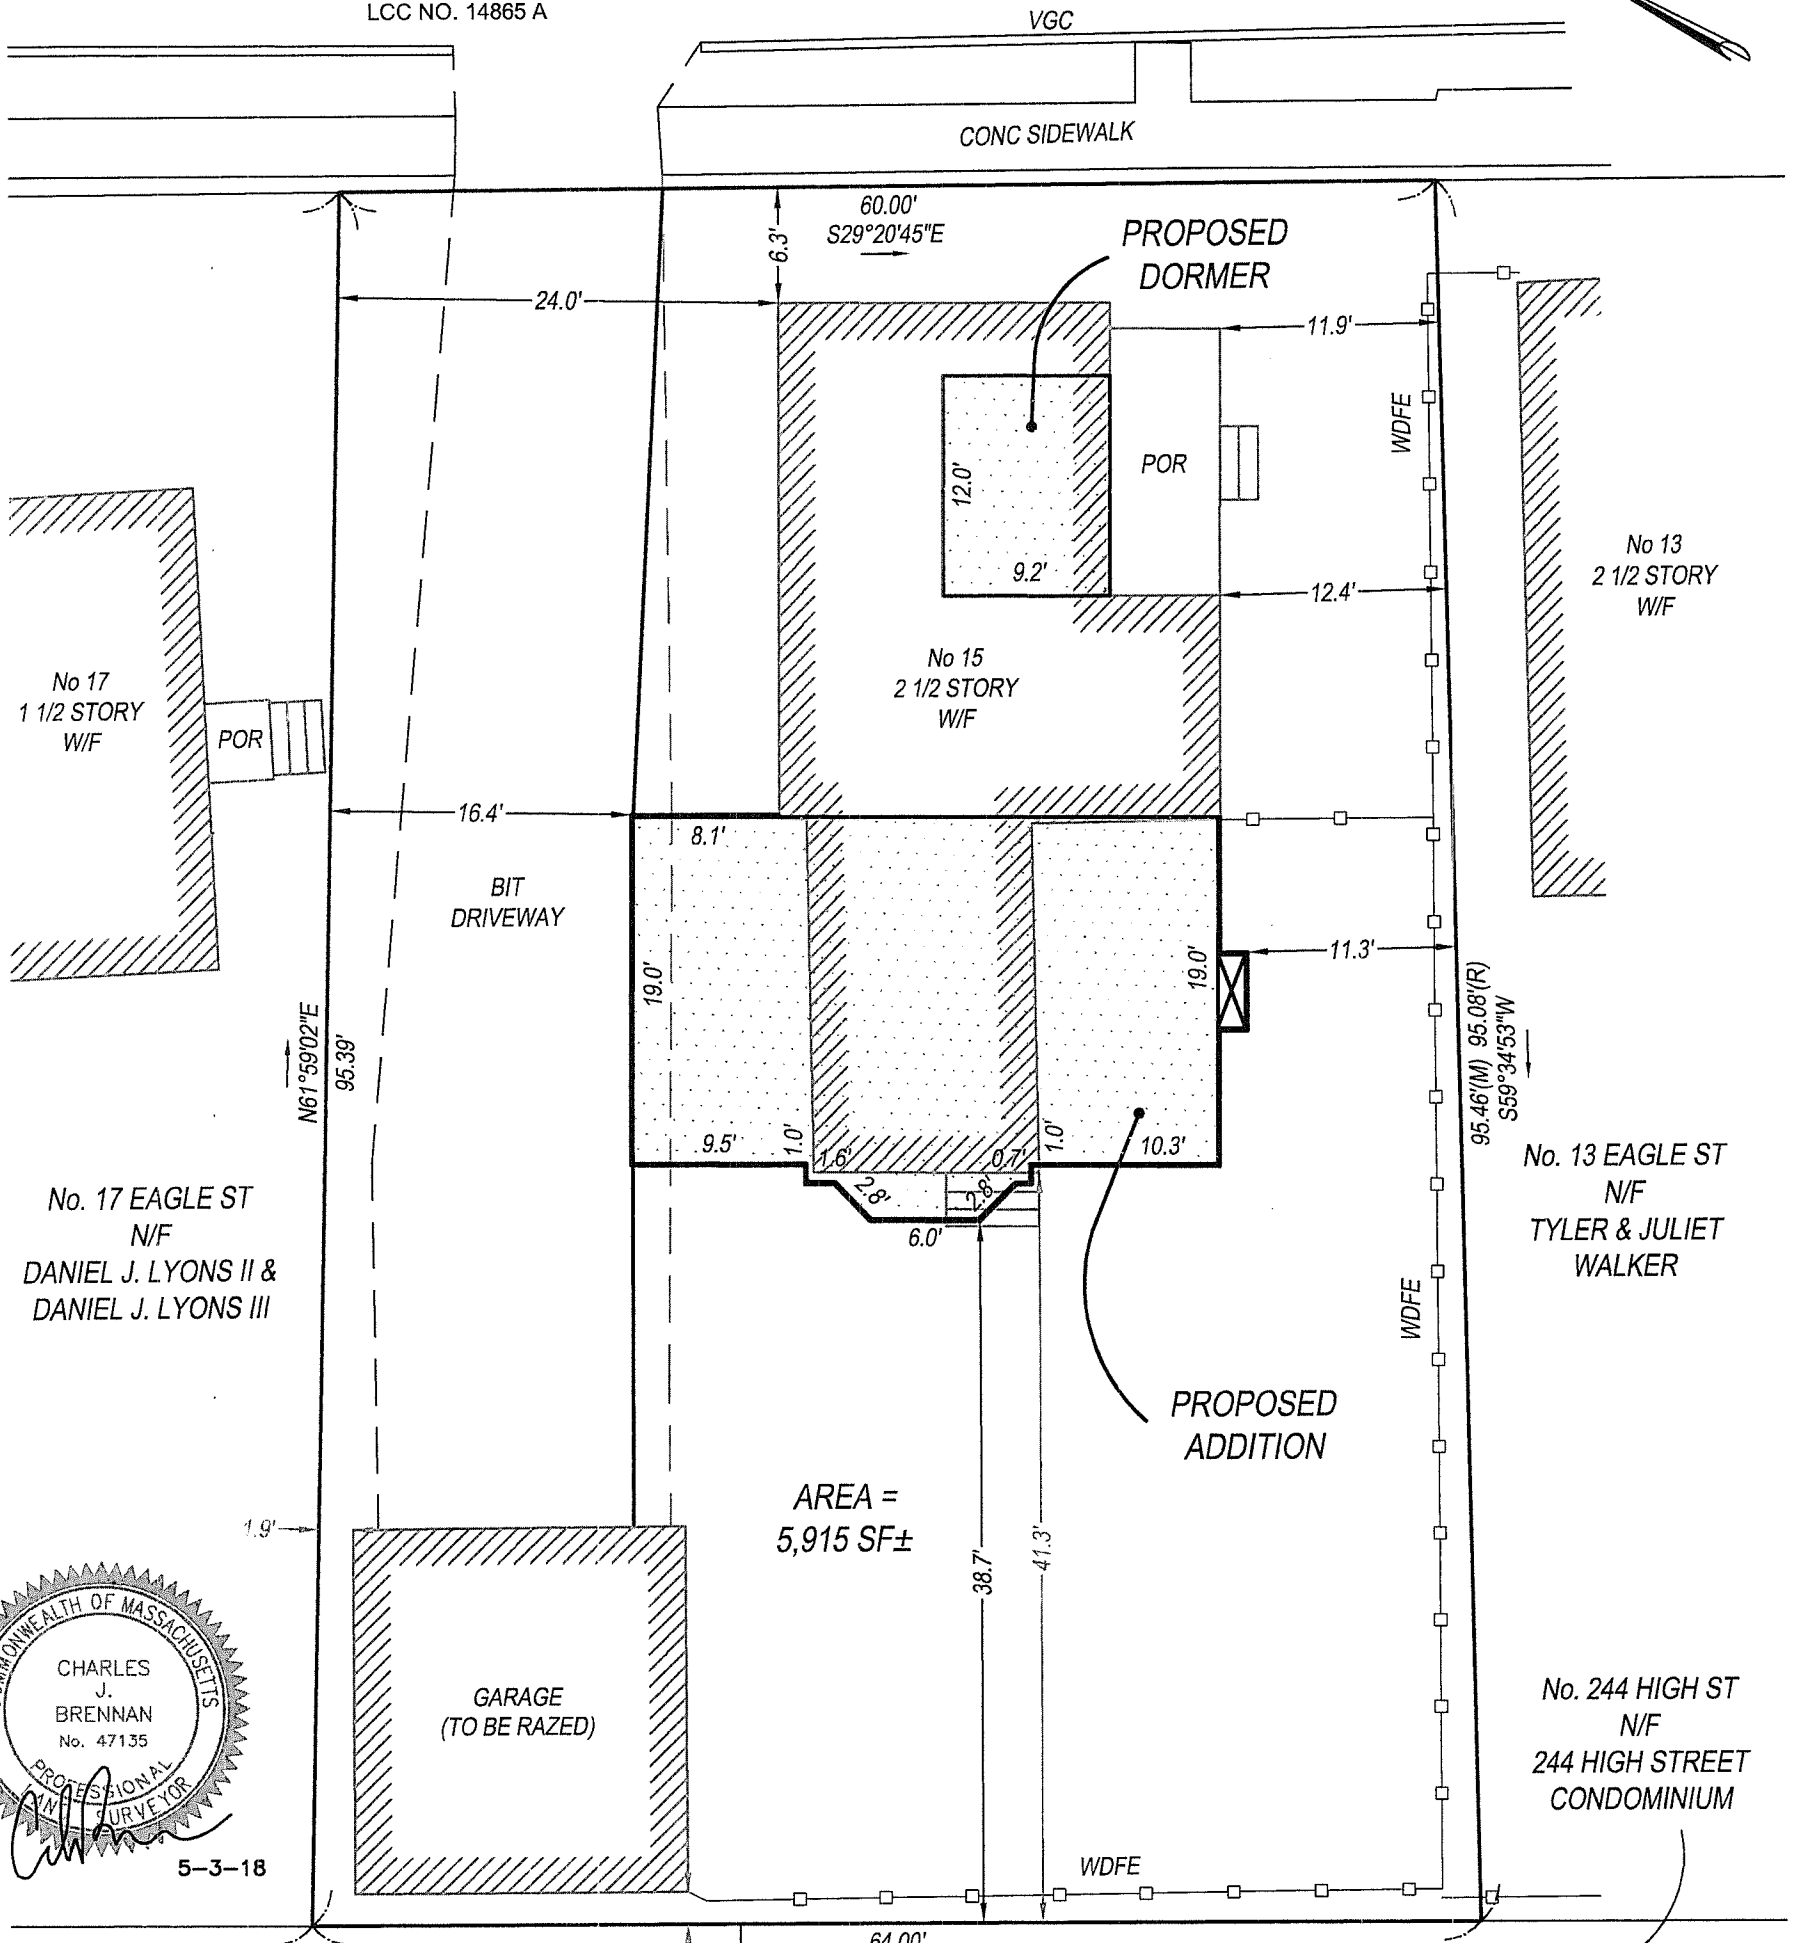 LCC NO. 14865 A
VGC
CONC SIDEWALK
60.00'
S29°20'45"E
6.3'
PROPOSED
DORMER
24.0'
11.9'
WDFE
12.0'
POR
9.2'
12.4'
No 13
2 1/2 STORY
W/F
No 15
2 1/2 STORY
W/F
No 17
1 1/2 STORY
W/F
POR
16.4'
8.1'
BIT
DRIVEWAY
11.3'
19.0'
19.0'
N61°59'02"E
95.39'
95.46'(M) 95.08'(R)
S59°34'53"W
9.5'
1.0'
1.6'
0.7'
1.0'
10.3'
2.8'
2.8'
6.0'
No. 17 EAGLE ST
N/F
DANIEL J. LYONS II &
DANIEL J. LYONS III
No. 13 EAGLE ST
N/F
TYLER & JULIET
WALKER
WDFE
PROPOSED
ADDITION
AREA =
5,915 SF±
1.9'
38.7'
41.3'
COMMONWEALTH OF MASSACHUSETTS
CHARLES
J.
BRENNAN
No. 47135
PROFESSIONAL
LAND SURVEYOR
5-3-18
GARAGE
(TO BE RAZED)
No. 244 HIGH ST
N/F
244 HIGH STREET
CONDOMINIUM
WDFE
64.00'